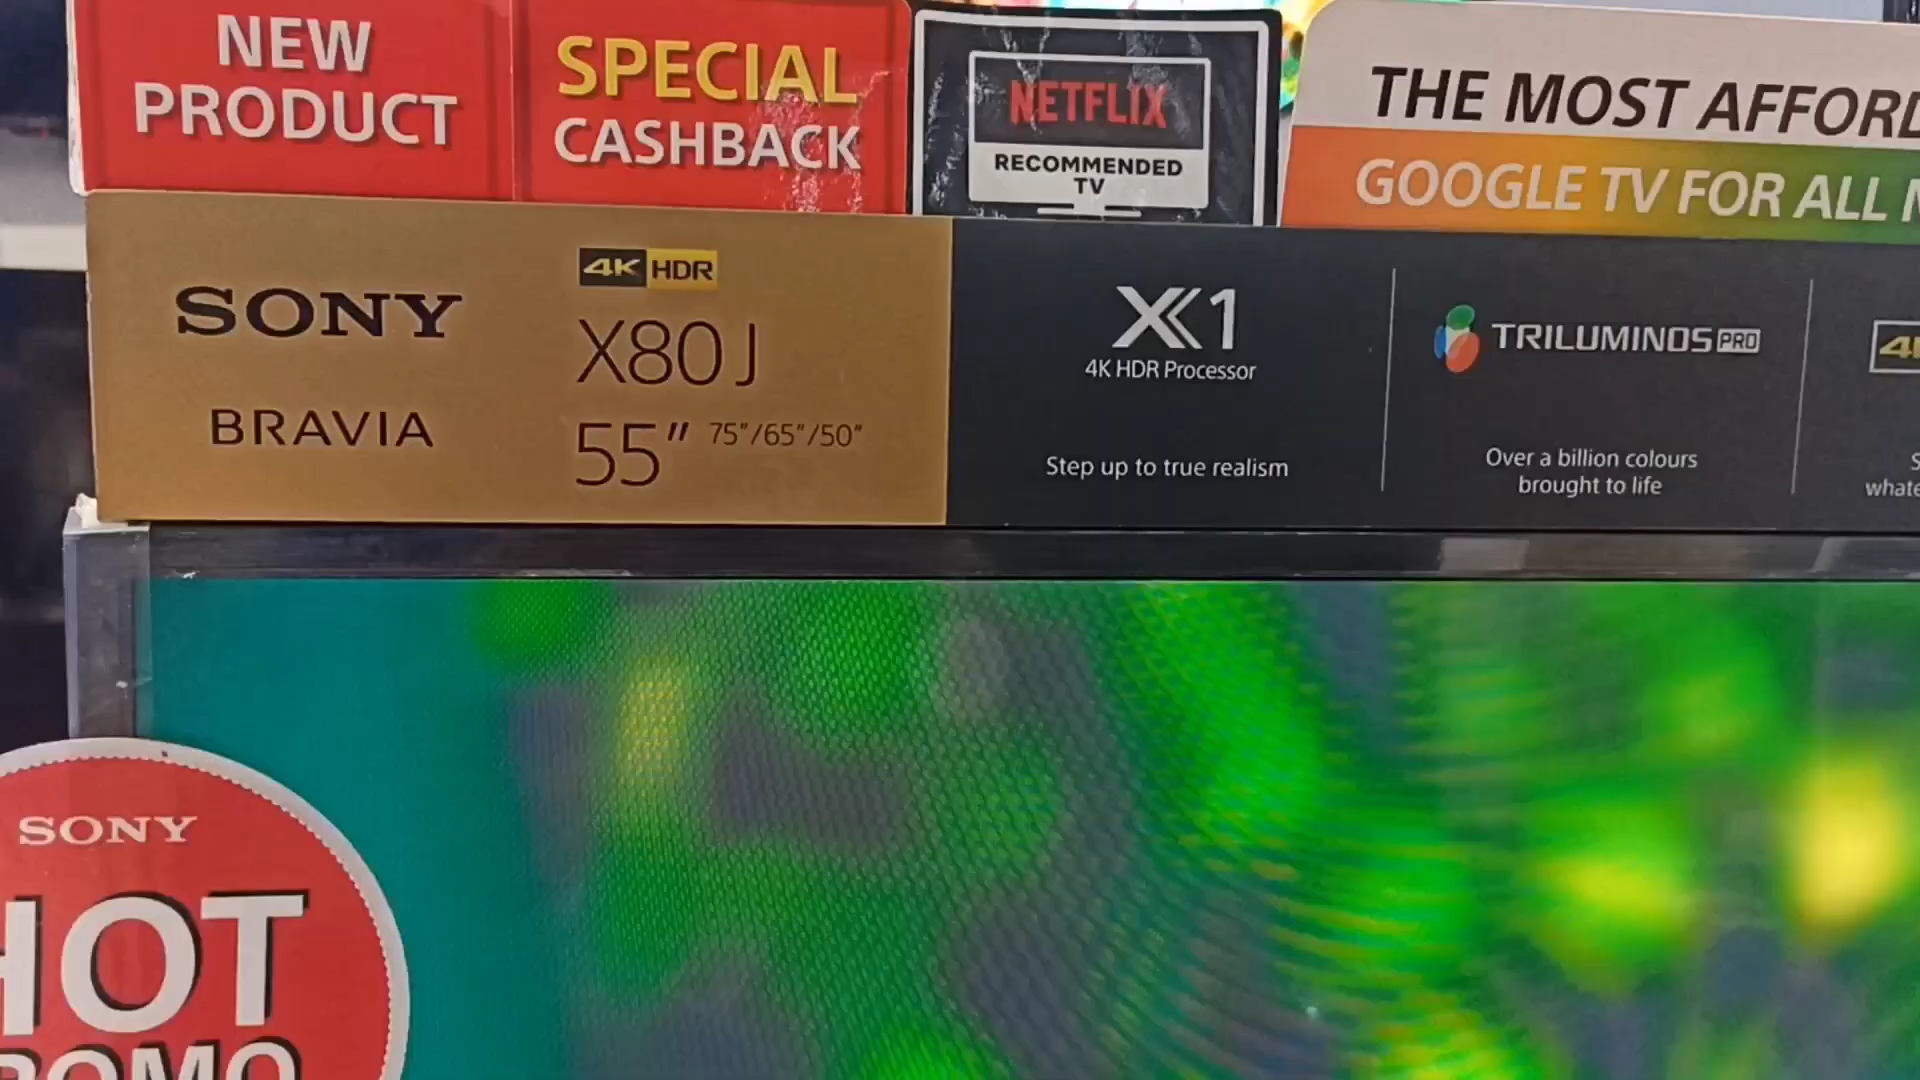 NEW
PRODUCT
SPECIAL
CASHBACK
NETFLIX
RECOMMENDED
TV
THE MOST
GOOGLE TV FOR ALL
SONY
BRAVIA
4K HDR
X80J
55" 75"/65"/50"
X1
4K HDR Processor
Step up to true realism
TRILUMINOS PRO
Over a billion colours
brought to life
SONY
HOT